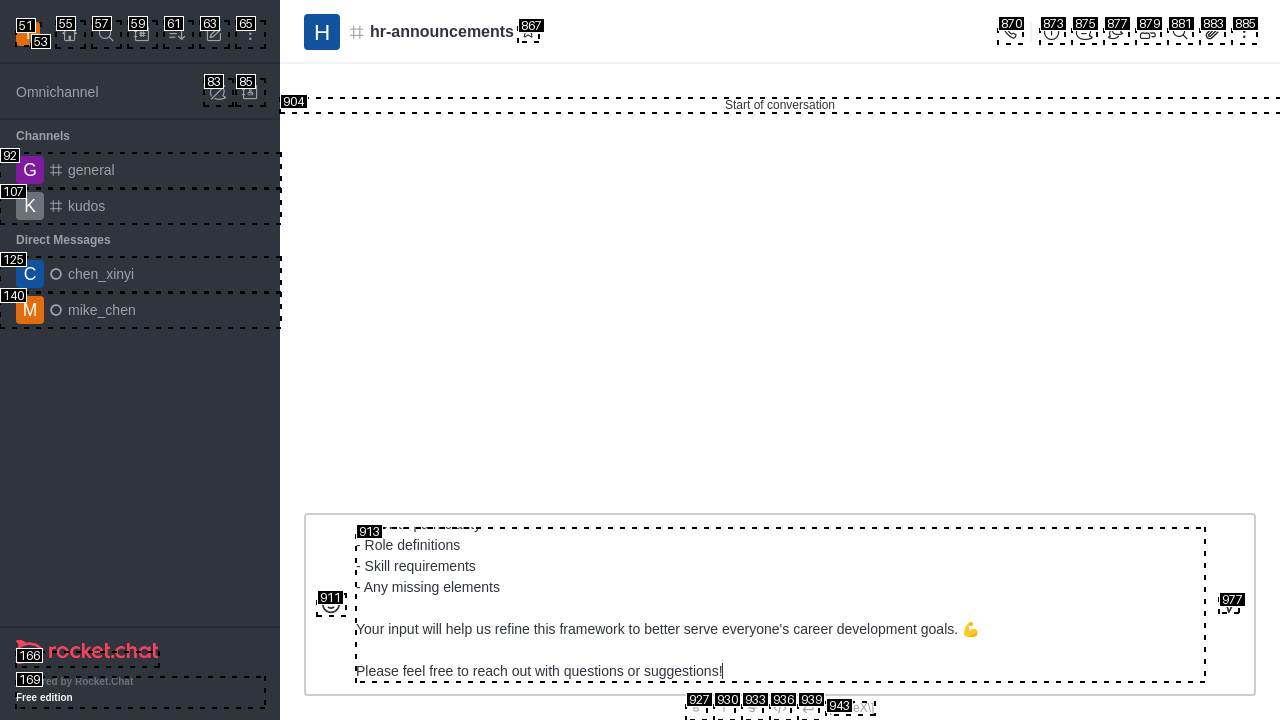 51
53
55
57
59
61
63
65
H
hr-announcements
867
870
873
875
877
879
881
883
885
Omnichannel
83
85
904
Start of conversation
Channels
92
G
general
107
K
kudos
Direct Messages
125
C
chen_xinyi
140
M
mike_chen
913
- Role definitions
- Skill requirements
- Any missing elements
911
977
Your input will help us refine this framework to better serve everyone's career development goals. 💪
Please feel free to reach out with questions or suggestions!
166
rocket.chat
169
by Rocket.Chat
Free edition
927
930
933
936
939
943